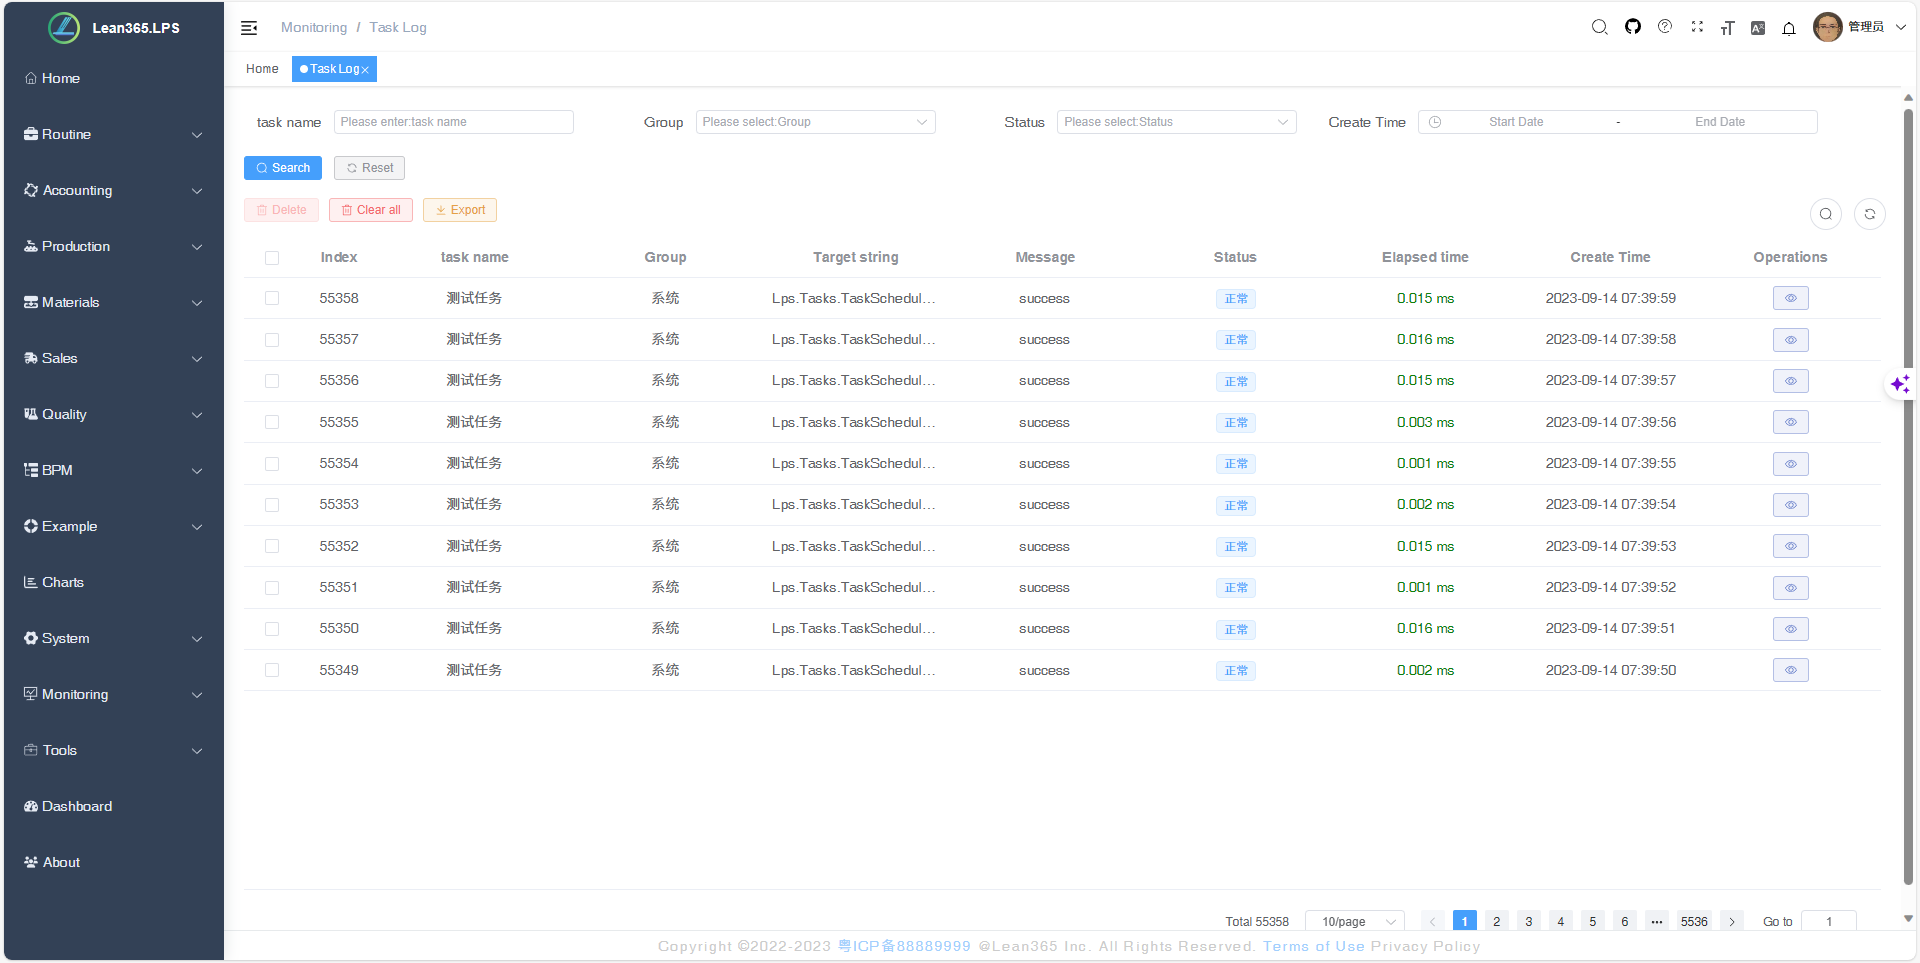 Lean365.LPS
Monitoring / Task Log
管理员
Home
Task Log
Home
Routine
Accounting
Production
Materials
Sales
Quality
BPM
Example
Charts
System
Monitoring
Tools
Dashboard
About
task name Please enter:task name Group Please select:Group Status Please select:Status Create Time Start Date - End Date
Search Reset
Delete Clear all Export
Index task name Group Target string Message Status Elapsed time Create Time Operations
55358 测试任务 系统 Lps.Tasks.TaskSchedul... success 正常 0.015 ms 2023-09-14 07:39:59
55357 测试任务 系统 Lps.Tasks.TaskSchedul... success 正常 0.016 ms 2023-09-14 07:39:58
55356 测试任务 系统 Lps.Tasks.TaskSchedul... success 正常 0.015 ms 2023-09-14 07:39:57
55355 测试任务 系统 Lps.Tasks.TaskSchedul... success 正常 0.003 ms 2023-09-14 07:39:56
55354 测试任务 系统 Lps.Tasks.TaskSchedul... success 正常 0.001 ms 2023-09-14 07:39:55
55353 测试任务 系统 Lps.Tasks.TaskSchedul... success 正常 0.002 ms 2023-09-14 07:39:54
55352 测试任务 系统 Lps.Tasks.TaskSchedul... success 正常 0.015 ms 2023-09-14 07:39:53
55351 测试任务 系统 Lps.Tasks.TaskSchedul... success 正常 0.001 ms 2023-09-14 07:39:52
55350 测试任务 系统 Lps.Tasks.TaskSchedul... success 正常 0.016 ms 2023-09-14 07:39:51
55349 测试任务 系统 Lps.Tasks.TaskSchedul... success 正常 0.002 ms 2023-09-14 07:39:50
Total 55358 10/page 1 2 3 4 5 6 ... 5536 Go to 1
Copyright ©2022-2023 粤ICP备88889999 @Lean365 Inc. All Rights Reserved. Terms of Use Privacy Policy